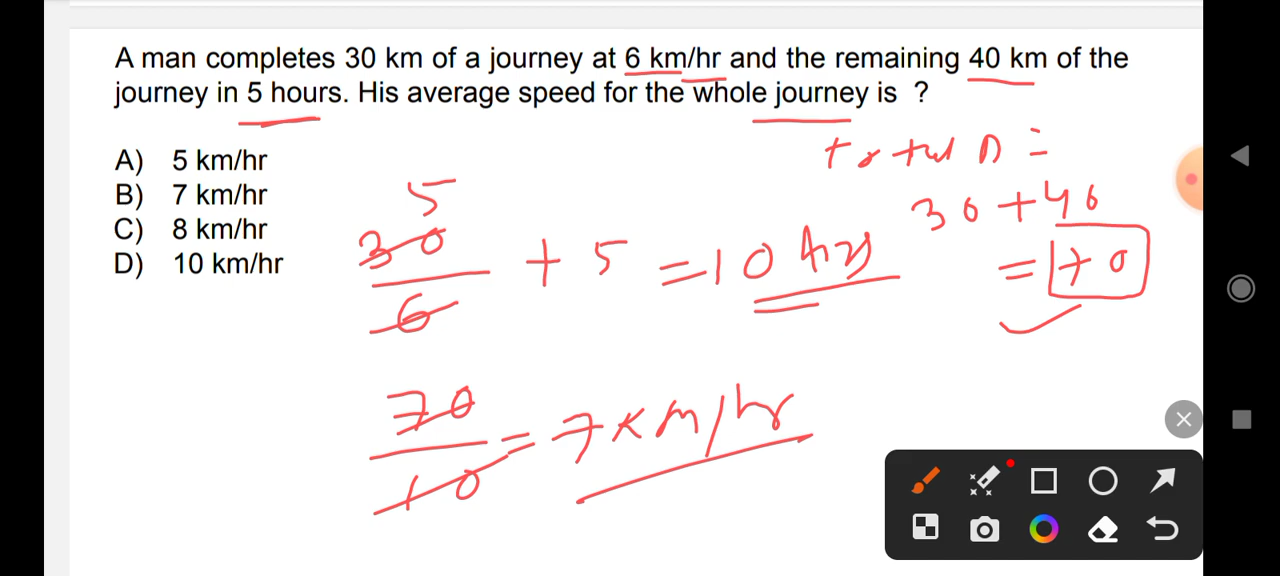 A man completes 30 km of a journey at 6 km/hr and the remaining 40 km of the
journey in 5 hours. His average speed for the whole journey is ?
A) 5 km/hr
B) 7 km/hr
C) 8 km/hr
D) 10 km/hr
total D =
30 + 40
= 70
5
30
6
+ 5 = 10 hrs
70
10
= 7 km/hr